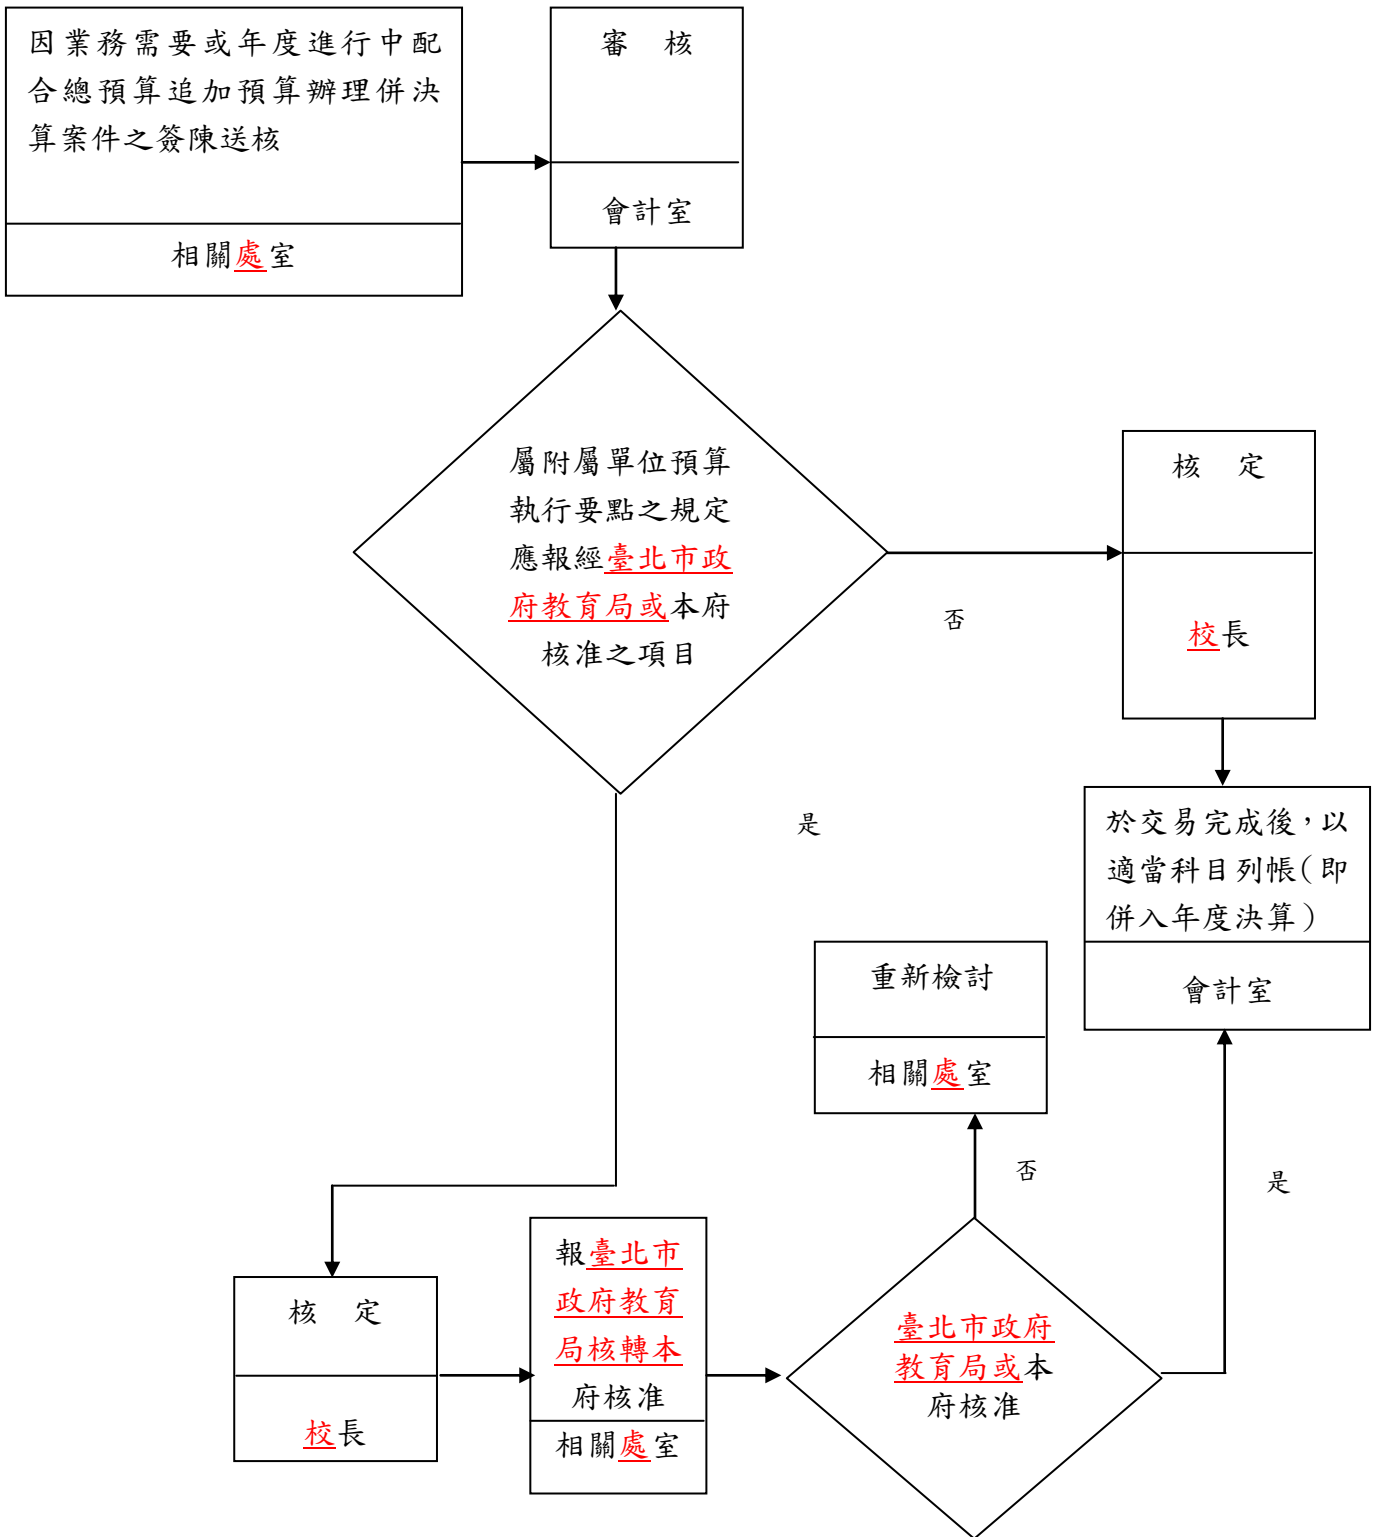 因業務需要或年度進行中配
合總預算追加預算辦理併決
算案件之簽陳送核
相關處室
審　核
會計室
屬附屬單位預算
執行要點之規定
應報經臺北市政
府教育局或本府
核准之項目
否
核　定
校長
是
於交易完成後，以
適當科目列帳(即
併入年度決算)
會計室
重新檢討
相關處室
否
是
核　定
校長
報臺北市
政府教育
局核轉本
府核准
相關處室
臺北市政府
教育局或本
府核准